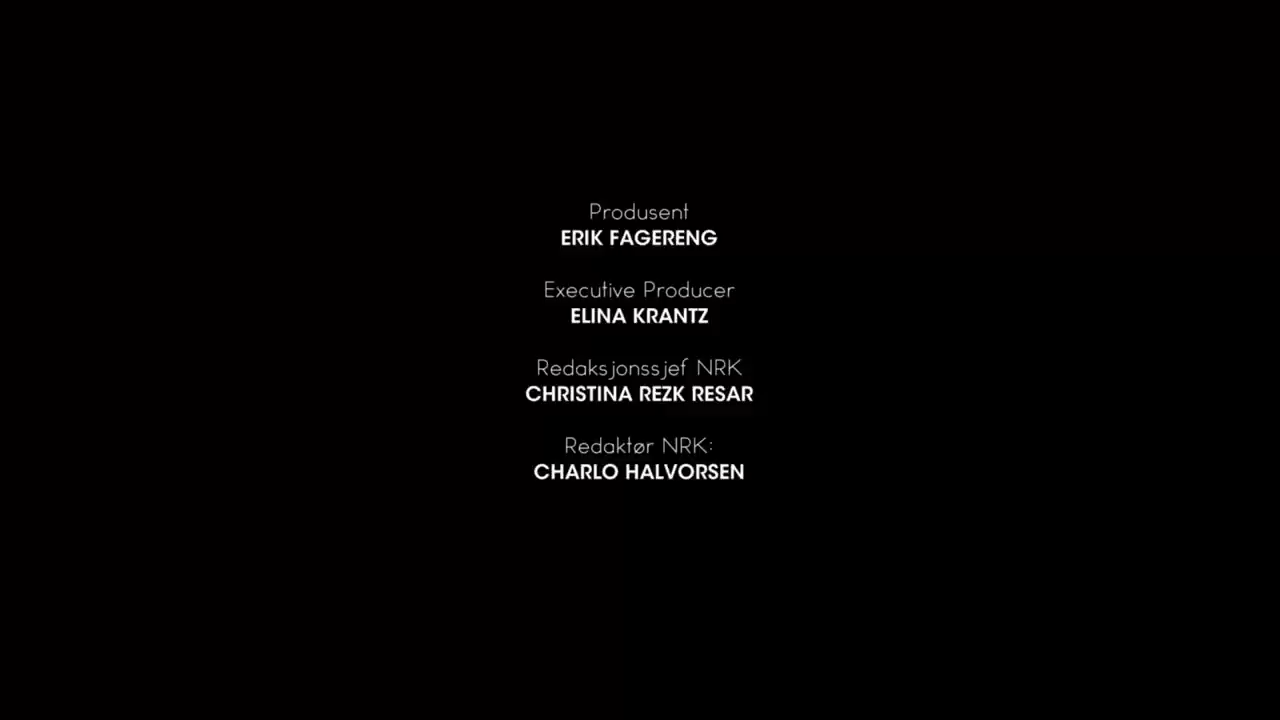 Produsent
ERIK FAGERENG
Executive Producer
ELINA KRANTZ
Redaksjonssjef NRK
CHRISTINA REZK RESAR
Redaktør NRK:
CHARLO HALVORSEN